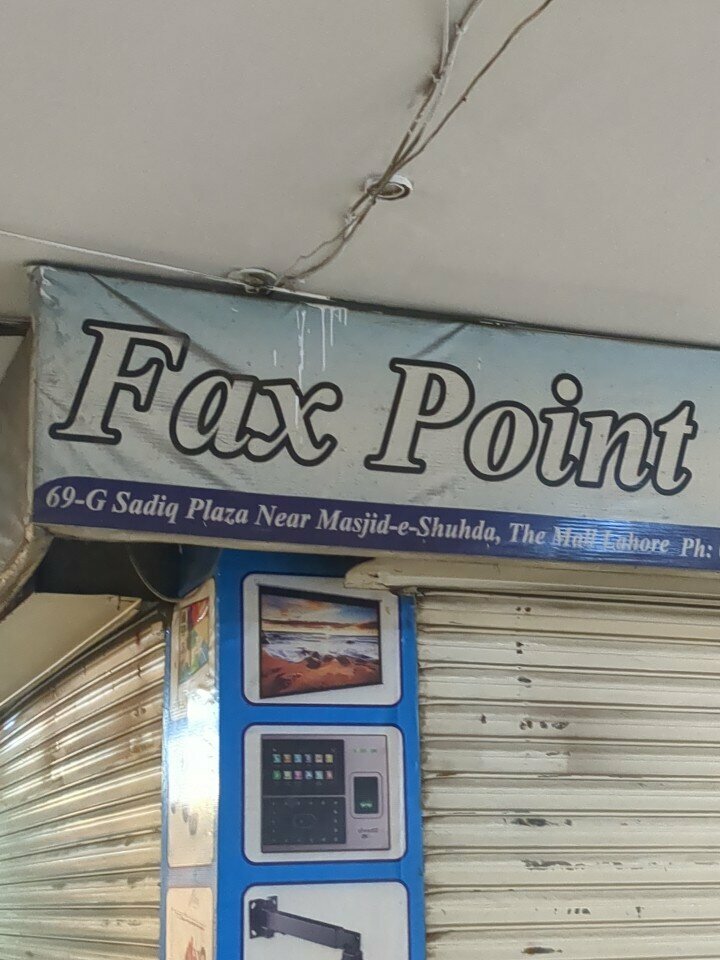 Fax Point
69-G Sadiq Plaza Near Masjid-e-Shuhda, The Mall Lahore Ph: